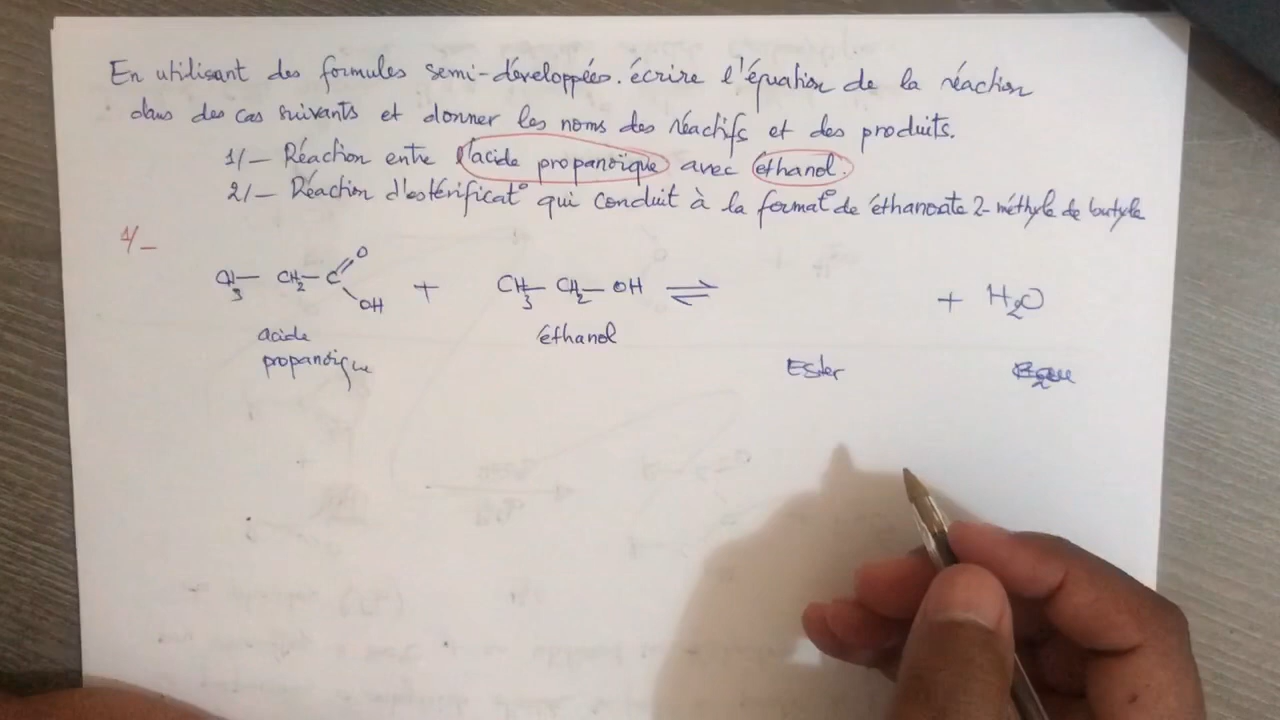 En utilisant des formules semi-développées. écrire l'équation de la réaction
dans des cas suivants et donner les noms des réactifs et des produits.
1/– Réaction entre l'acide propanoïque avec éthanol.
2/– Réaction d'estérificat° qui conduit à la format° de éthanoate 2-méthyle de butyle
1/–
CH3– CH2–C O OH + CH3–CH2–OH ⇌ + H2O
acide propanoïque éthanol Ester